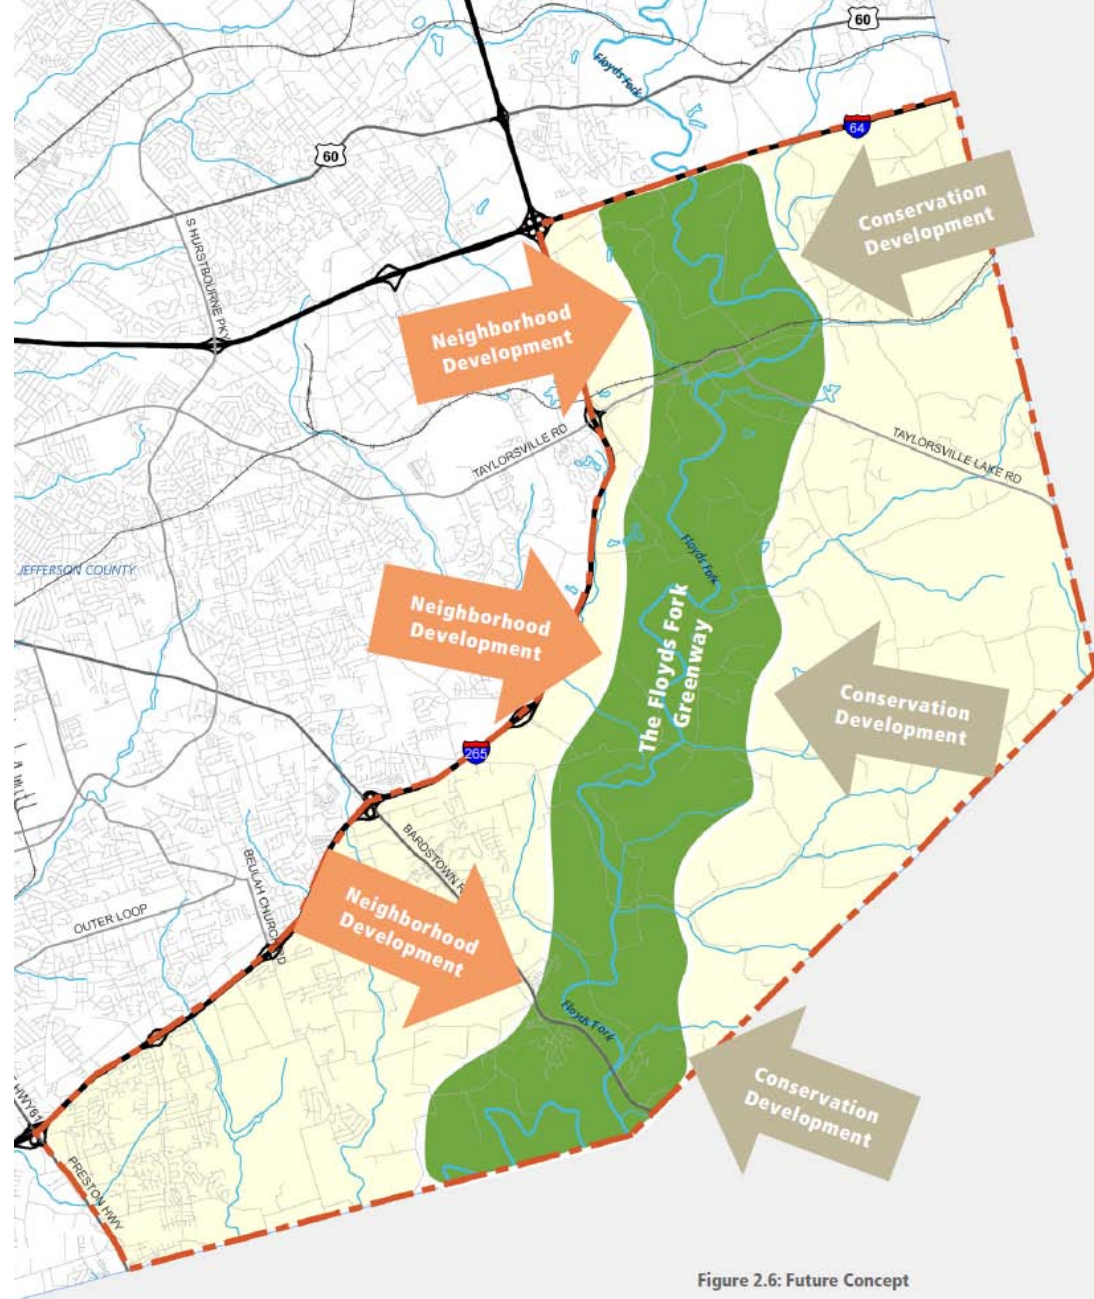 60
Floyds Fork
64
60
Conservation
Development
S HURSTBOURNE PKY
Neighborhood
Development
TAYLORSVILLE RD
TAYLORSVILLE LAKE RD
Floyds Fork
JEFFERSON COUNTY
Neighborhood
Development
The Floyds Fork
Greenway
Conservation
Development
265
BARDSTOWN R
BEULAH CHURCH RD
OUTER LOOP
Neighborhood
Development
Floyds Fork
Conservation
Development
HWY61
PRESTON HWY
Figure 2.6: Future Concept